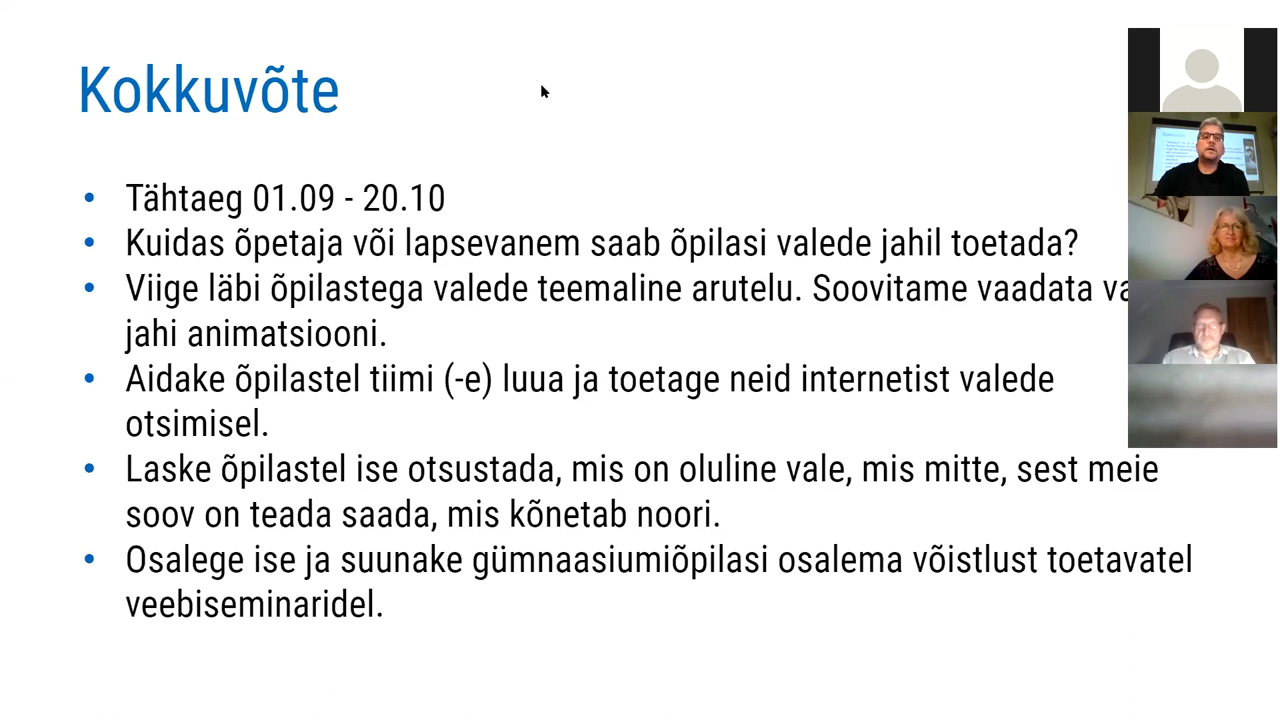 Kokkuvõte
• Tähtaeg 01.09 - 20.10
• Kuidas õpetaja või lapsevanem saab õpilasi valede jahil toetada?
• Viige läbi õpilastega valede teemaline arutelu. Soovitame vaadata
jahi animatsiooni.
• Aidake õpilastel tiimi (-e) luua ja toetage neid internetist valede
otsimisel.
• Laske õpilastel ise otsustada, mis on oluline vale, mis mitte, sest meie
soov on teada saada, mis kõnetab noori.
• Osalege ise ja suunake gümnaasiumiõpilasi osalema võistlust toetavatel
veebiseminaridel.